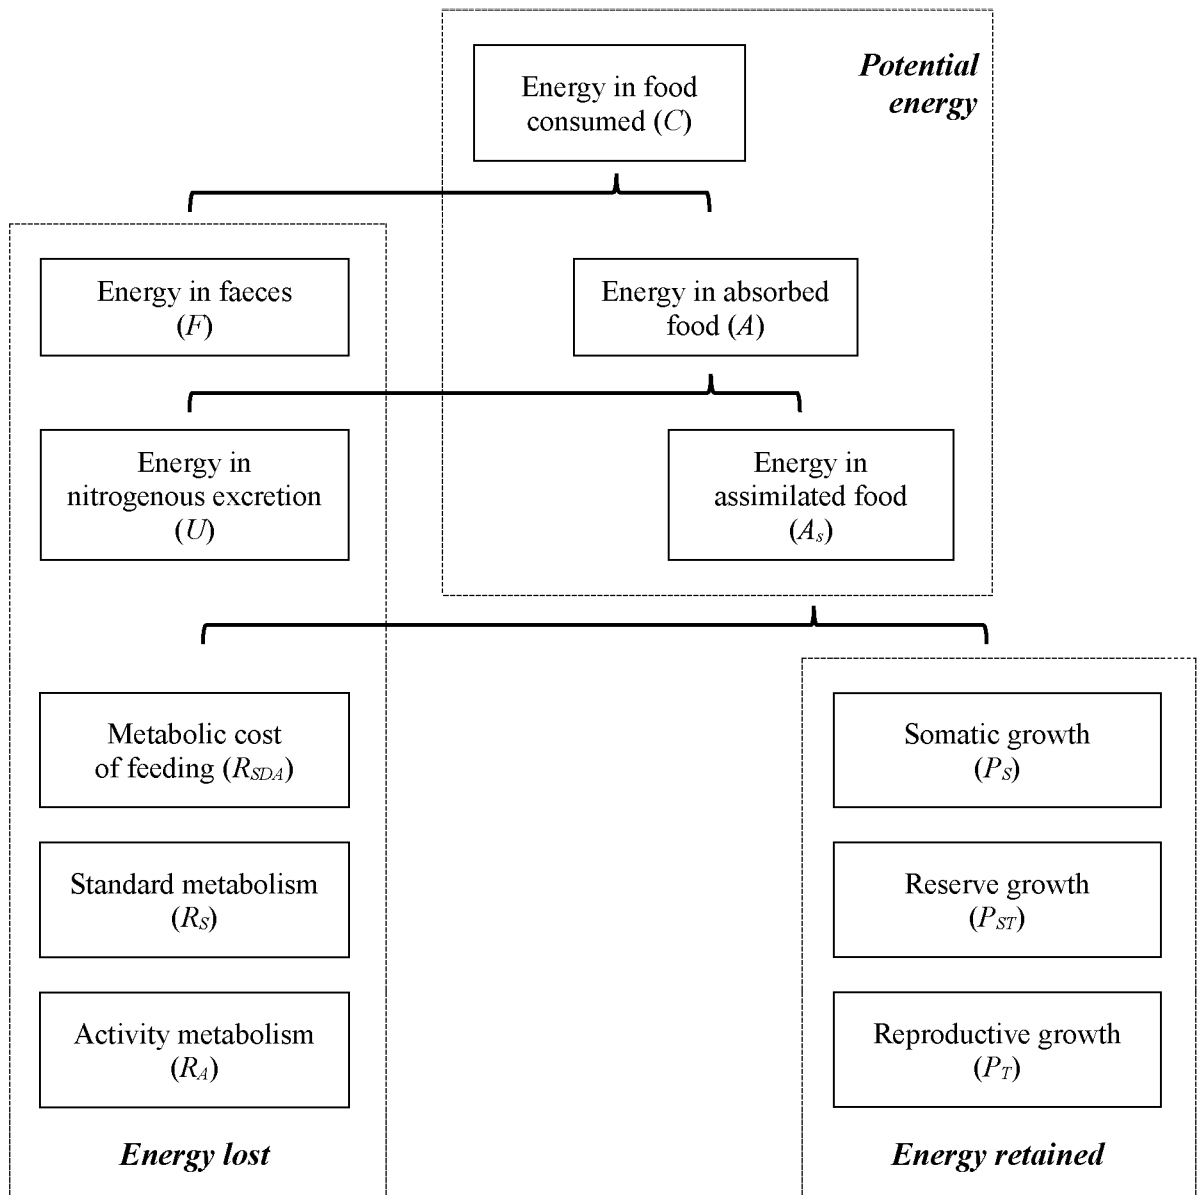 Energy in food
consumed (C)
Potential
energy
Energy in faeces
(F)
Energy in absorbed
food (A)
Energy in
nitrogenous excretion
(U)
Energy in
assimilated food
(As)
Metabolic cost
of feeding (RSDA)
Somatic growth
(PS)
Standard metabolism
(RS)
Reserve growth
(PST)
Activity metabolism
(RA)
Reproductive growth
(PT)
Energy lost
Energy retained